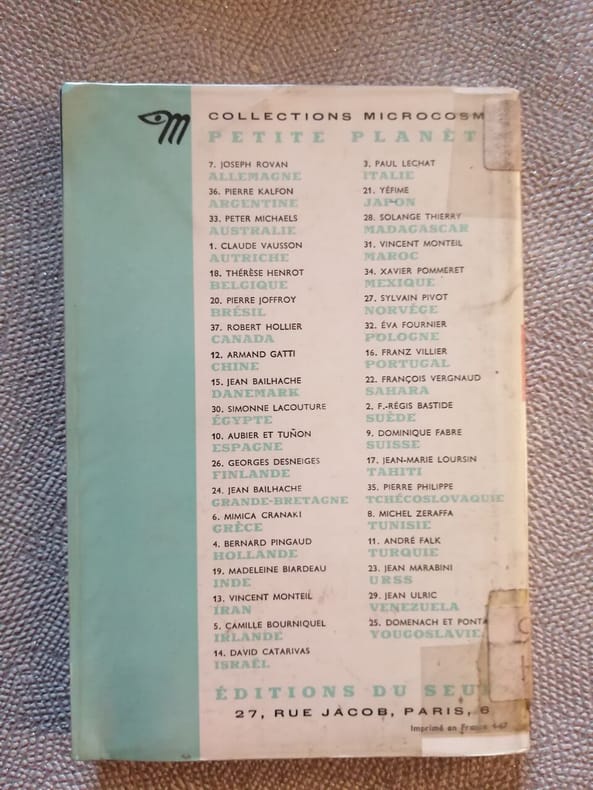 COLLECTIONS MICROCOSM
PETITE PLANÈT
7. JOSEPH ROVAN
ALLEMAGNE
36. PIERRE KALFON
ARGENTINE
33. PETER MICHAELS
AUSTRALIE
1. CLAUDE VAUSSON
AUTRICHE
18. THÉRÈSE HENROT
BELGIQUE
20. PIERRE JOFFROY
BRÉSIL
37. ROBERT HOLLIER
CANADA
12. ARMAND GATTI
CHINE
15. JEAN BAILHACHE
DANEMARK
30. SIMONNE LACOUTURE
ÉGYPTE
10. AUBIER ET TUÑON
ESPAGNE
26. GEORGES DESNEIGES
FINLANDE
24. JEAN BAILHACHE
GRANDE-BRETAGNE
6. MIMICA CRANAKI
GRÈCE
4. BERNARD PINGAUD
HOLLANDE
19. MADELEINE BIARDEAU
INDE
13. VINCENT MONTEIL
IRAN
5. CAMILLE BOURNIQUEL
IRLANDE
14. DAVID CATARIVAS
ISRAËL
3. PAUL LECHAT
ITALIE
21. YÉFIME
JAPON
28. SOLANGE THIERRY
MADAGASCAR
31. VINCENT MONTEIL
MAROC
34. XAVIER POMMERET
MEXIQUE
27. SYLVAIN PIVOT
NORVÈGE
32. ÉVA FOURNIER
POLOGNE
16. FRANZ VILLIER
PORTUGAL
22. FRANÇOIS VERGNAUD
SAHARA
2. F.-RÉGIS BASTIDE
SUÈDE
9. DOMINIQUE FABRE
SUISSE
17. JEAN-MARIE LOURSIN
TAHITI
35. PIERRE PHILIPPE
TCHÉCOSLOVAQUIE
8. MICHEL ZERAFFA
TUNISIE
11. ANDRÉ FALK
TURQUIE
23. JEAN MARABINI
URSS
29. JEAN ULRIC
VENEZUELA
25. DOMENACH ET PONTA
YOUGOSLAVIE
ÉDITIONS DU SEU
27, RUE JACOB, PARIS, 6
Imprimé en France